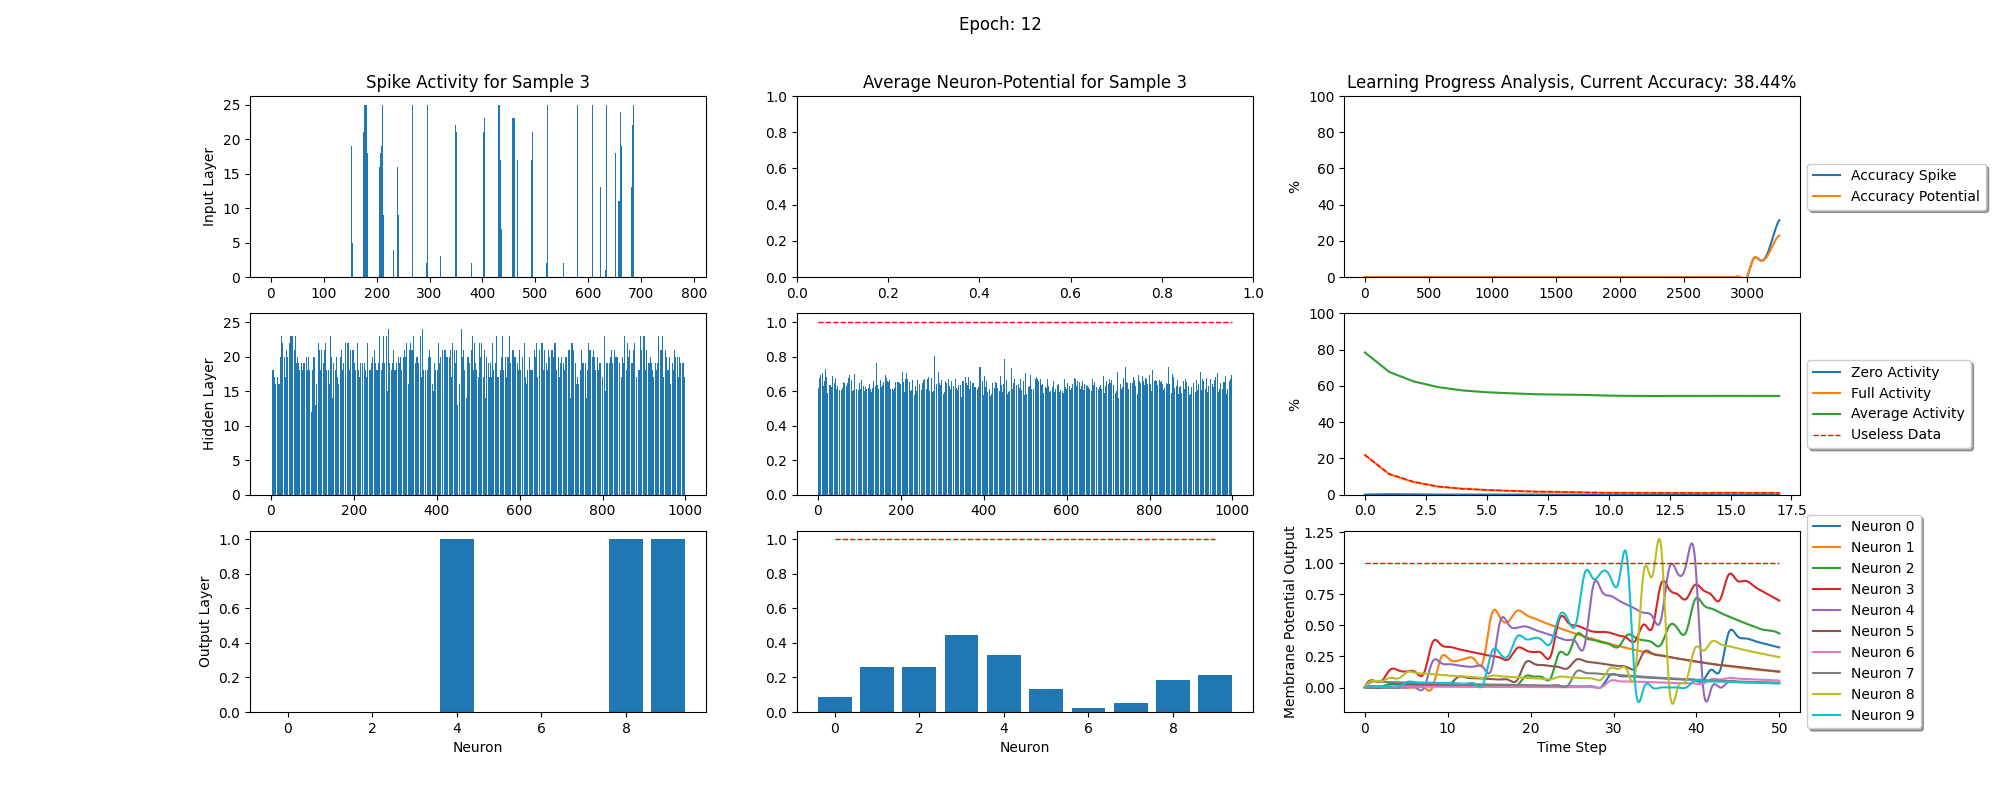 Epoch: 12
Spike Activity for Sample 3
Average Neuron-Potential for Sample 3
Learning Progress Analysis, Current Accuracy: 38.44%
Input Layer
25
20
15
10
5
0
0 100 200 300 400 500 600 700 800
1.0
0.8
0.6
0.4
0.2
0.0
0.0 0.2 0.4 0.6 0.8 1.0
%
100
80
60
40
20
0
0 500 1000 1500 2000 2500 3000
Accuracy Spike
Accuracy Potential
Hidden Layer
25
20
15
10
5
0
0 200 400 600 800 1000
1.0
0.8
0.6
0.4
0.2
0.0
0 200 400 600 800 1000
%
100
80
60
40
20
0
0.0 2.5 5.0 7.5 10.0 12.5 15.0 17.5
Zero Activity
Full Activity
Average Activity
Useless Data
Output Layer
1.0
0.8
0.6
0.4
0.2
0.0
0 2 4 6 8
Neuron
1.0
0.8
0.6
0.4
0.2
0.0
0 2 4 6 8
Neuron
Membrane Potential Output
1.25
1.00
0.75
0.50
0.25
0.00
0 10 20 30 40 50
Time Step
Neuron 0
Neuron 1
Neuron 2
Neuron 3
Neuron 4
Neuron 5
Neuron 6
Neuron 7
Neuron 8
Neuron 9